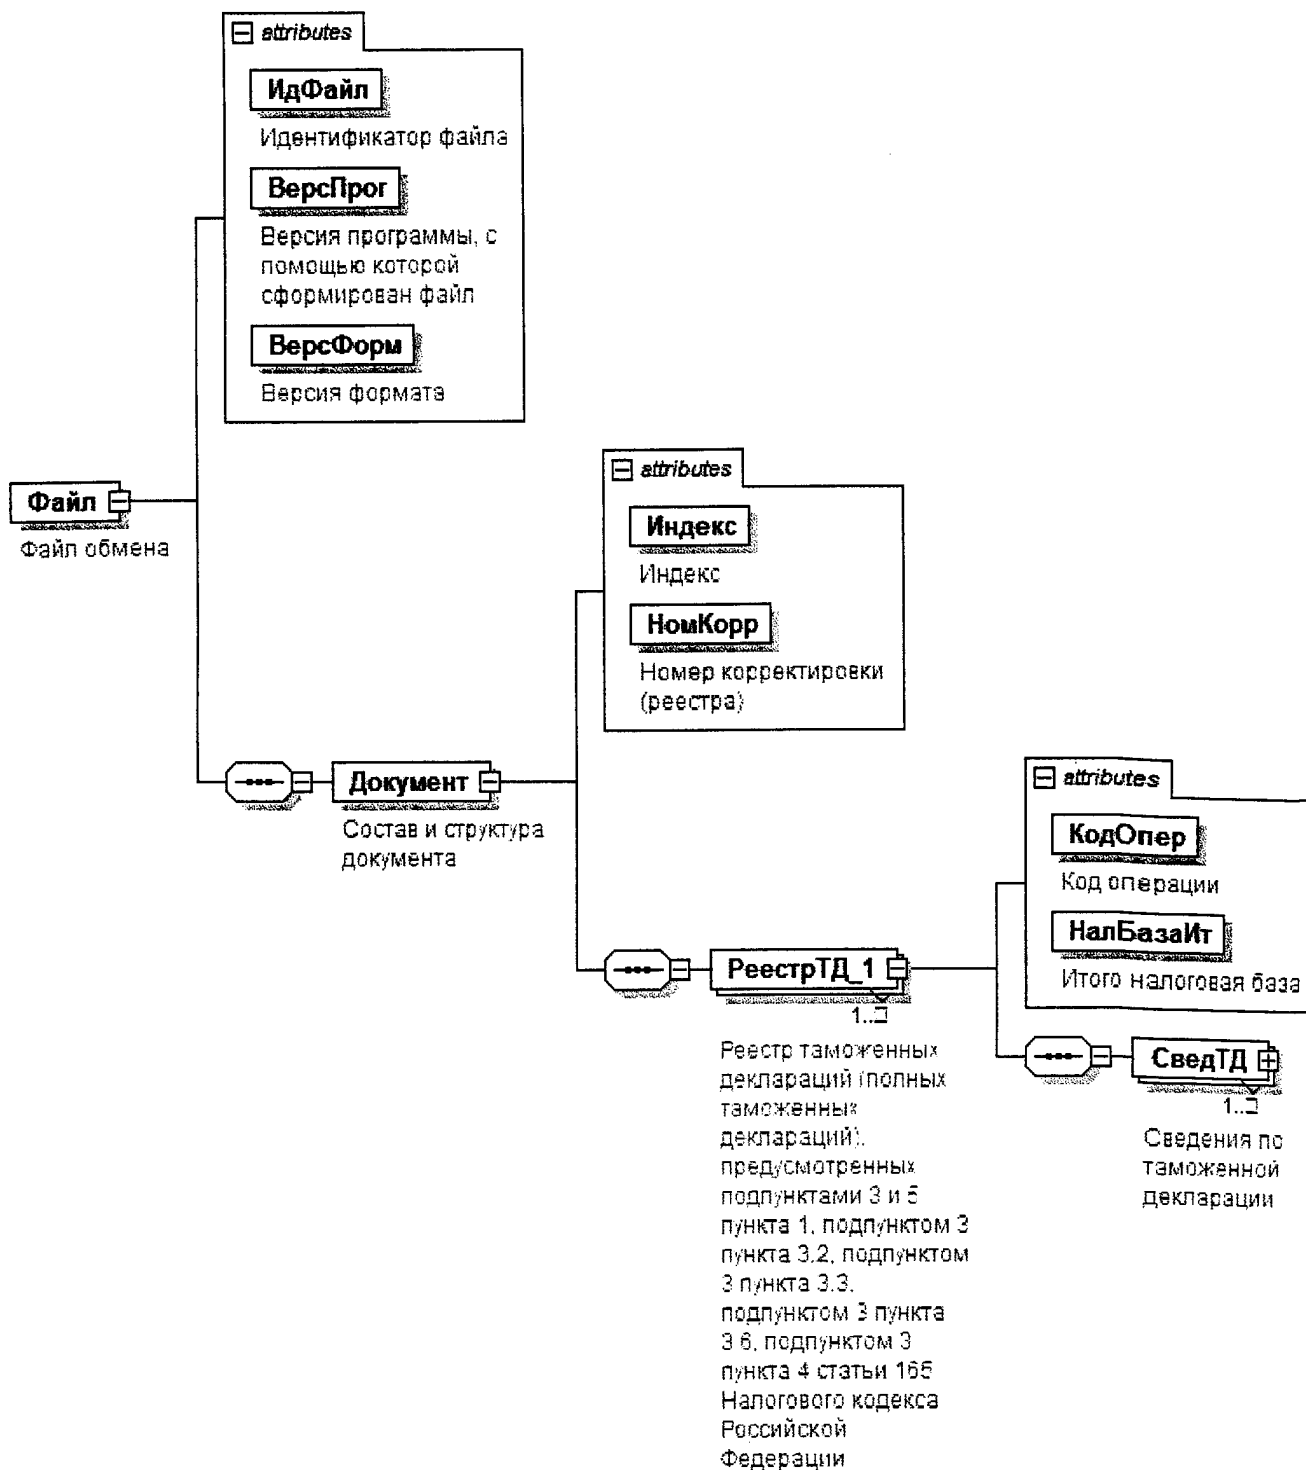 attributes
ИдФайл
Идентификатор файла
ВерсПрог
Версия программы, с
помощью которой
сформирован файл
ВерсФорм
Версия формата
Файл
Файл обмена
attributes
Индекс
Индекс
НомКорр
Номер корректировки
(реестра)
Документ
Состав и структура
документа
attributes
КодОпер
Код операции
НалБазаИт
Итого налоговая база
РеестрТД_1
1..
Реестр таможенных
деклараций (полных
таможенных
деклараций),
предусмотренных
подпунктами 3 и 5
пункта 1, подпунктом 3
пункта 3.2, подпунктом
3 пункта 3.3,
подпунктом 3 пункта
3.6, подпунктом 3
пункта 4 статьи 165
Налогового кодекса
Российской
Федерации
СведТД
1..
Сведения по
таможенной
декларации